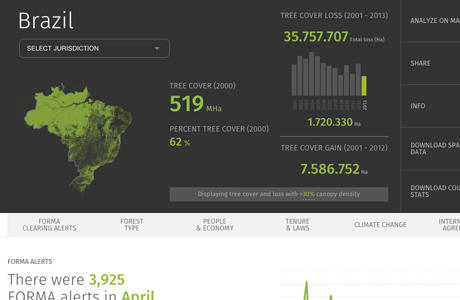 Brazil
SELECT JURISDICTION
TREE COVER (2000)
519 MHa
PERCENT TREE COVER (2000)
62 %
TREE COVER LOSS (2001 - 2013)
35.757.707 Total loss (Ha)
2013
1.720.330 Ha
TREE COVER GAIN (2001 - 2012)
7.586.752 Ha
Displaying tree cover and loss with >30% canopy density
ANALYZE ON MA
SHARE
INFO
DOWNLOAD SPA
DATA
DOWNLOAD COU
STATS
FORMA
CLEARING ALERTS
FOREST
TYPE
PEOPLE
& ECONOMY
TENURE
& LAWS
CLIMATE CHANGE
INTERN
AGREE
FORMA ALERTS
There were 3,925
FORMA alerts in April